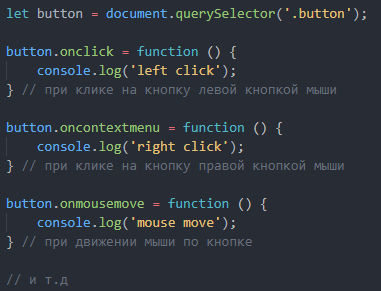 let button = document.querySelector('.button');
button.onclick = function () {
console.log('left click');
} // при клике на кнопку левой кнопкой мыши
button.oncontextmenu = function () {
console.log('right click');
} // при клике на кнопку правой кнопкой мыши
button.onmousemove = function () {
console.log('mouse move');
} // при движении мыши по кнопке
// и т.д